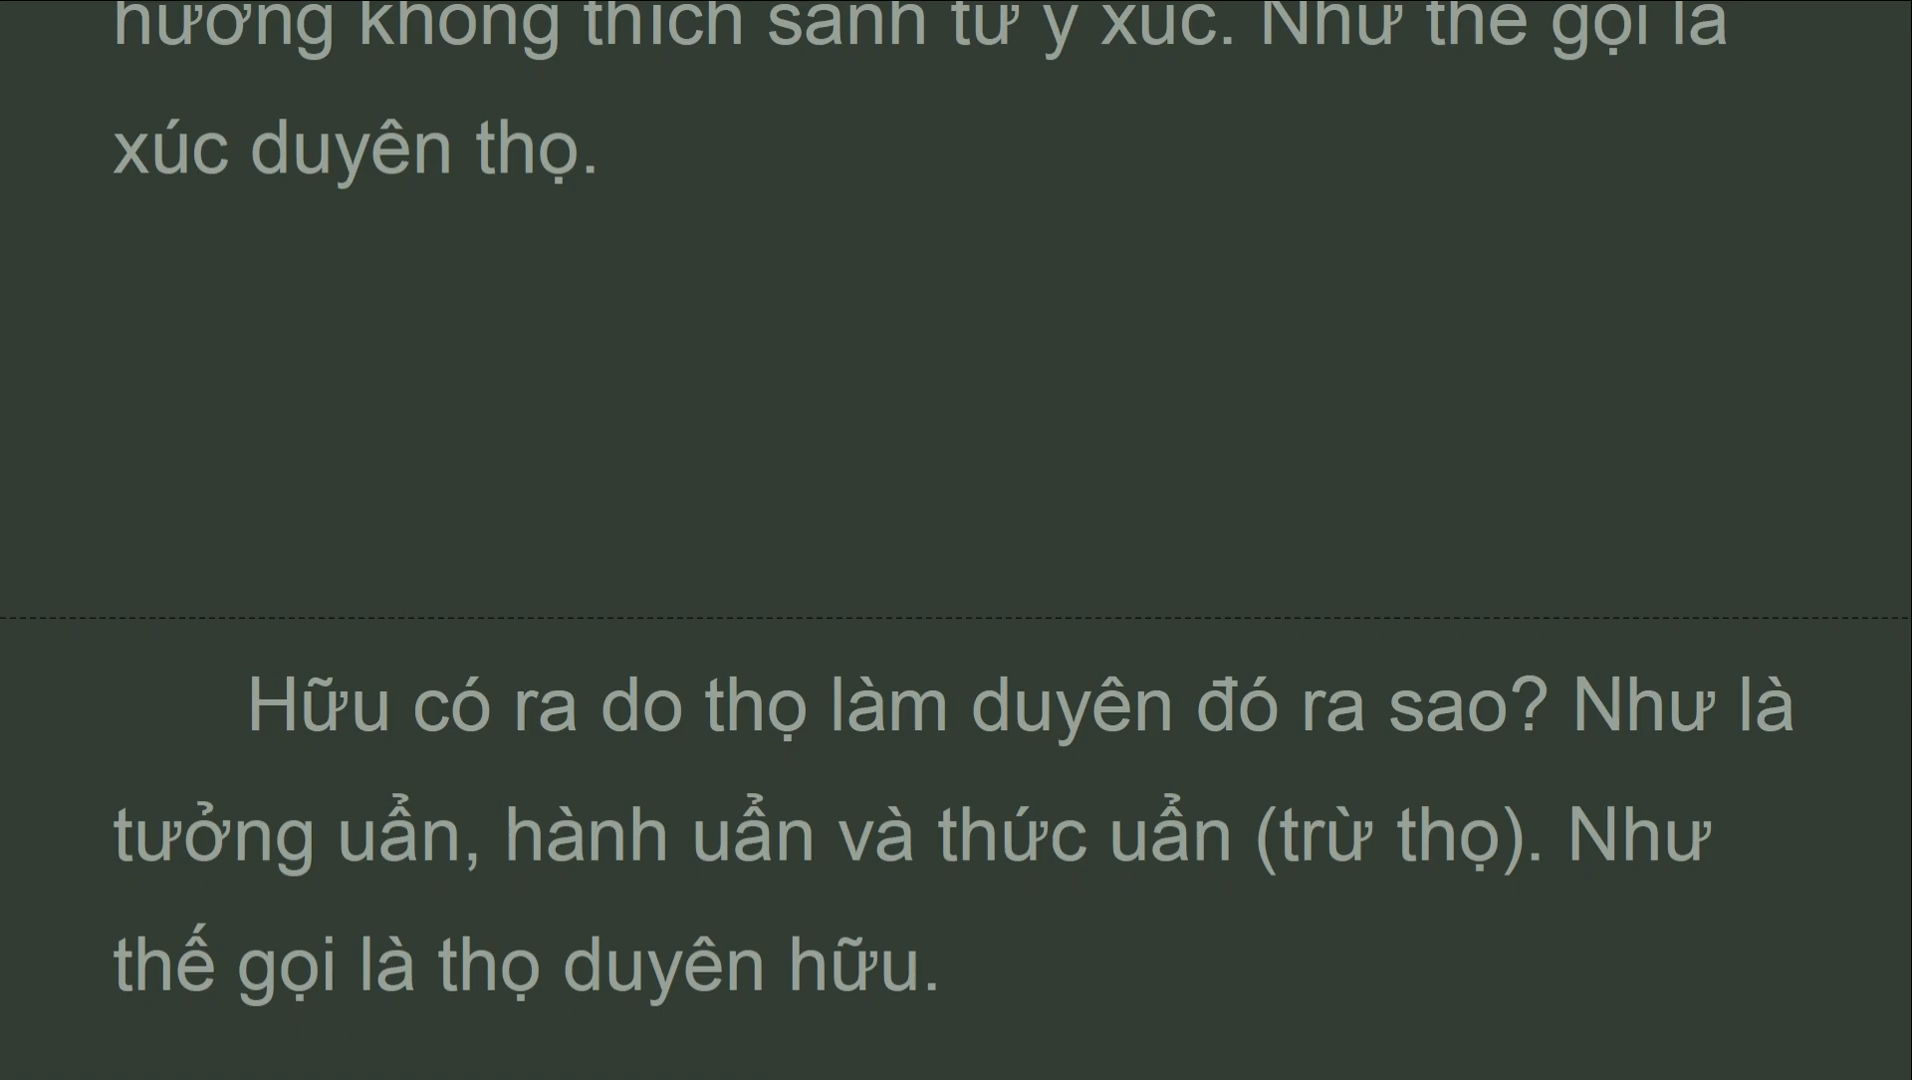 hưởng không thích sanh từ ý xúc. Như thế gọi là
xúc duyên thọ.
Hữu có ra do thọ làm duyên đó ra sao? Như là
tưởng uẩn, hành uẩn và thức uẩn (trừ thọ). Như
thế gọi là thọ duyên hữu.